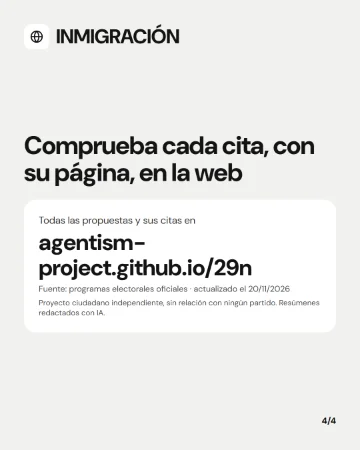 INMIGRACIÓN
Comprueba cada cita, con
su página, en la web
Todas las propuestas y sus citas en
agentism-
project.github.io/29n
Fuente: programas electorales oficiales · actualizado el 20/11/2026
Proyecto ciudadano independiente, sin relación con ningún partido. Resúmenes
redactados con IA.
4/4